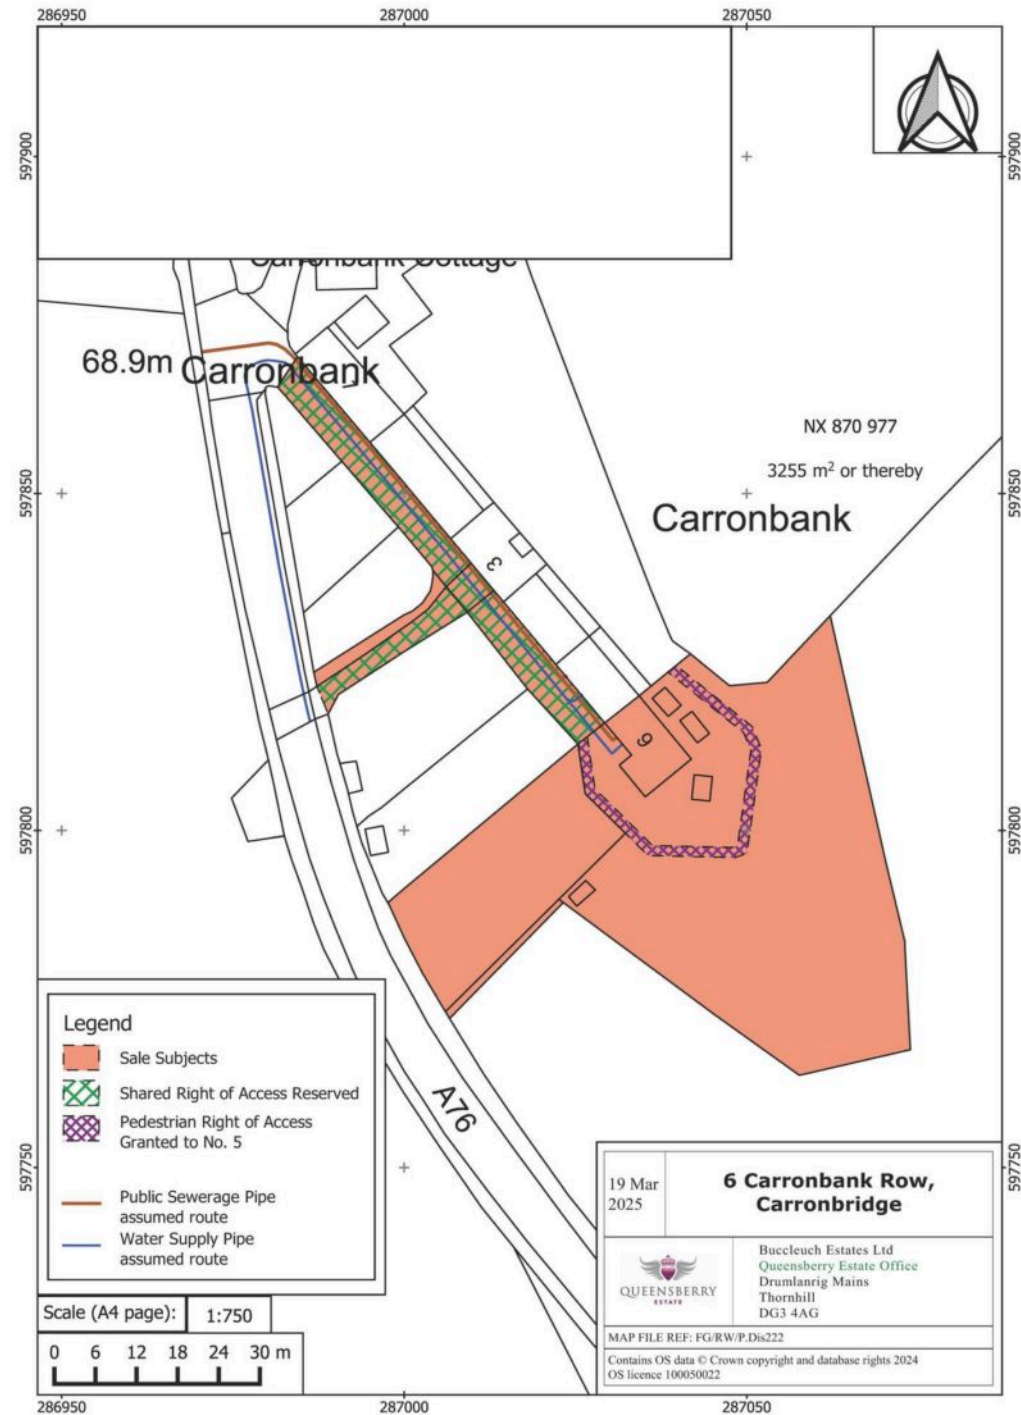 286950 287000 287050
597900 597900
Carronbank Cottage
68.9m
Carronbank
1
NX 870 977
3255 m² or thereby
597850 597850
Carronbank
3
6
597800 597800
Legend
Sale Subjects
Shared Right of Access Reserved
Pedestrian Right of Access
Granted to No. 5
Public Sewerage Pipe
assumed route
Water Supply Pipe
assumed route
A76
597750 597750
Scale (A4 page): 1:750
0 6 12 18 24 30 m
19 Mar
2025
6 Carronbank Row,
Carronbridge
QUEENSBERRY
ESTATE
Buccleuch Estates Ltd
Queensberry Estate Office
Drumlanrig Mains
Thornhill
DG3 4AG
MAP FILE REF: FG/RW/P.Dis222
Contains OS data © Crown copyright and database rights 2024
OS licence 100050022
286950 287000 287050